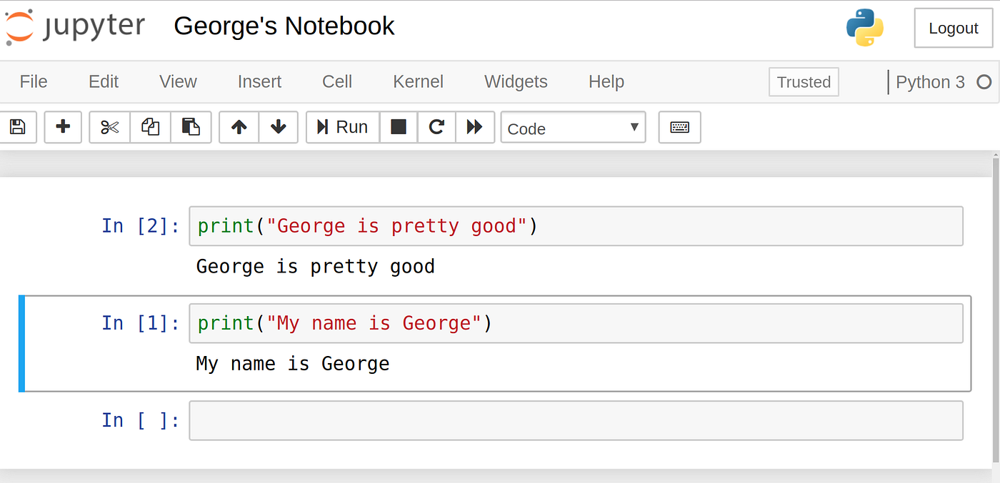 jupyter George's Notebook Logout
File Edit View Insert Cell Kernel Widgets Help Trusted Python 3
Run Code
In [2]: print("George is pretty good")
George is pretty good
In [1]: print("My name is George")
My name is George
In [ ]: